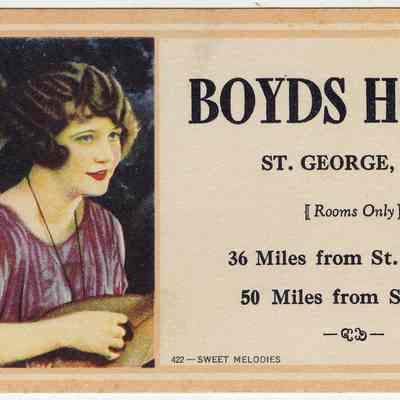 BOYDS H
ST. GEORGE,
[ Rooms Only ]
36 Miles from St.
50 Miles from S
422—SWEET MELODIES